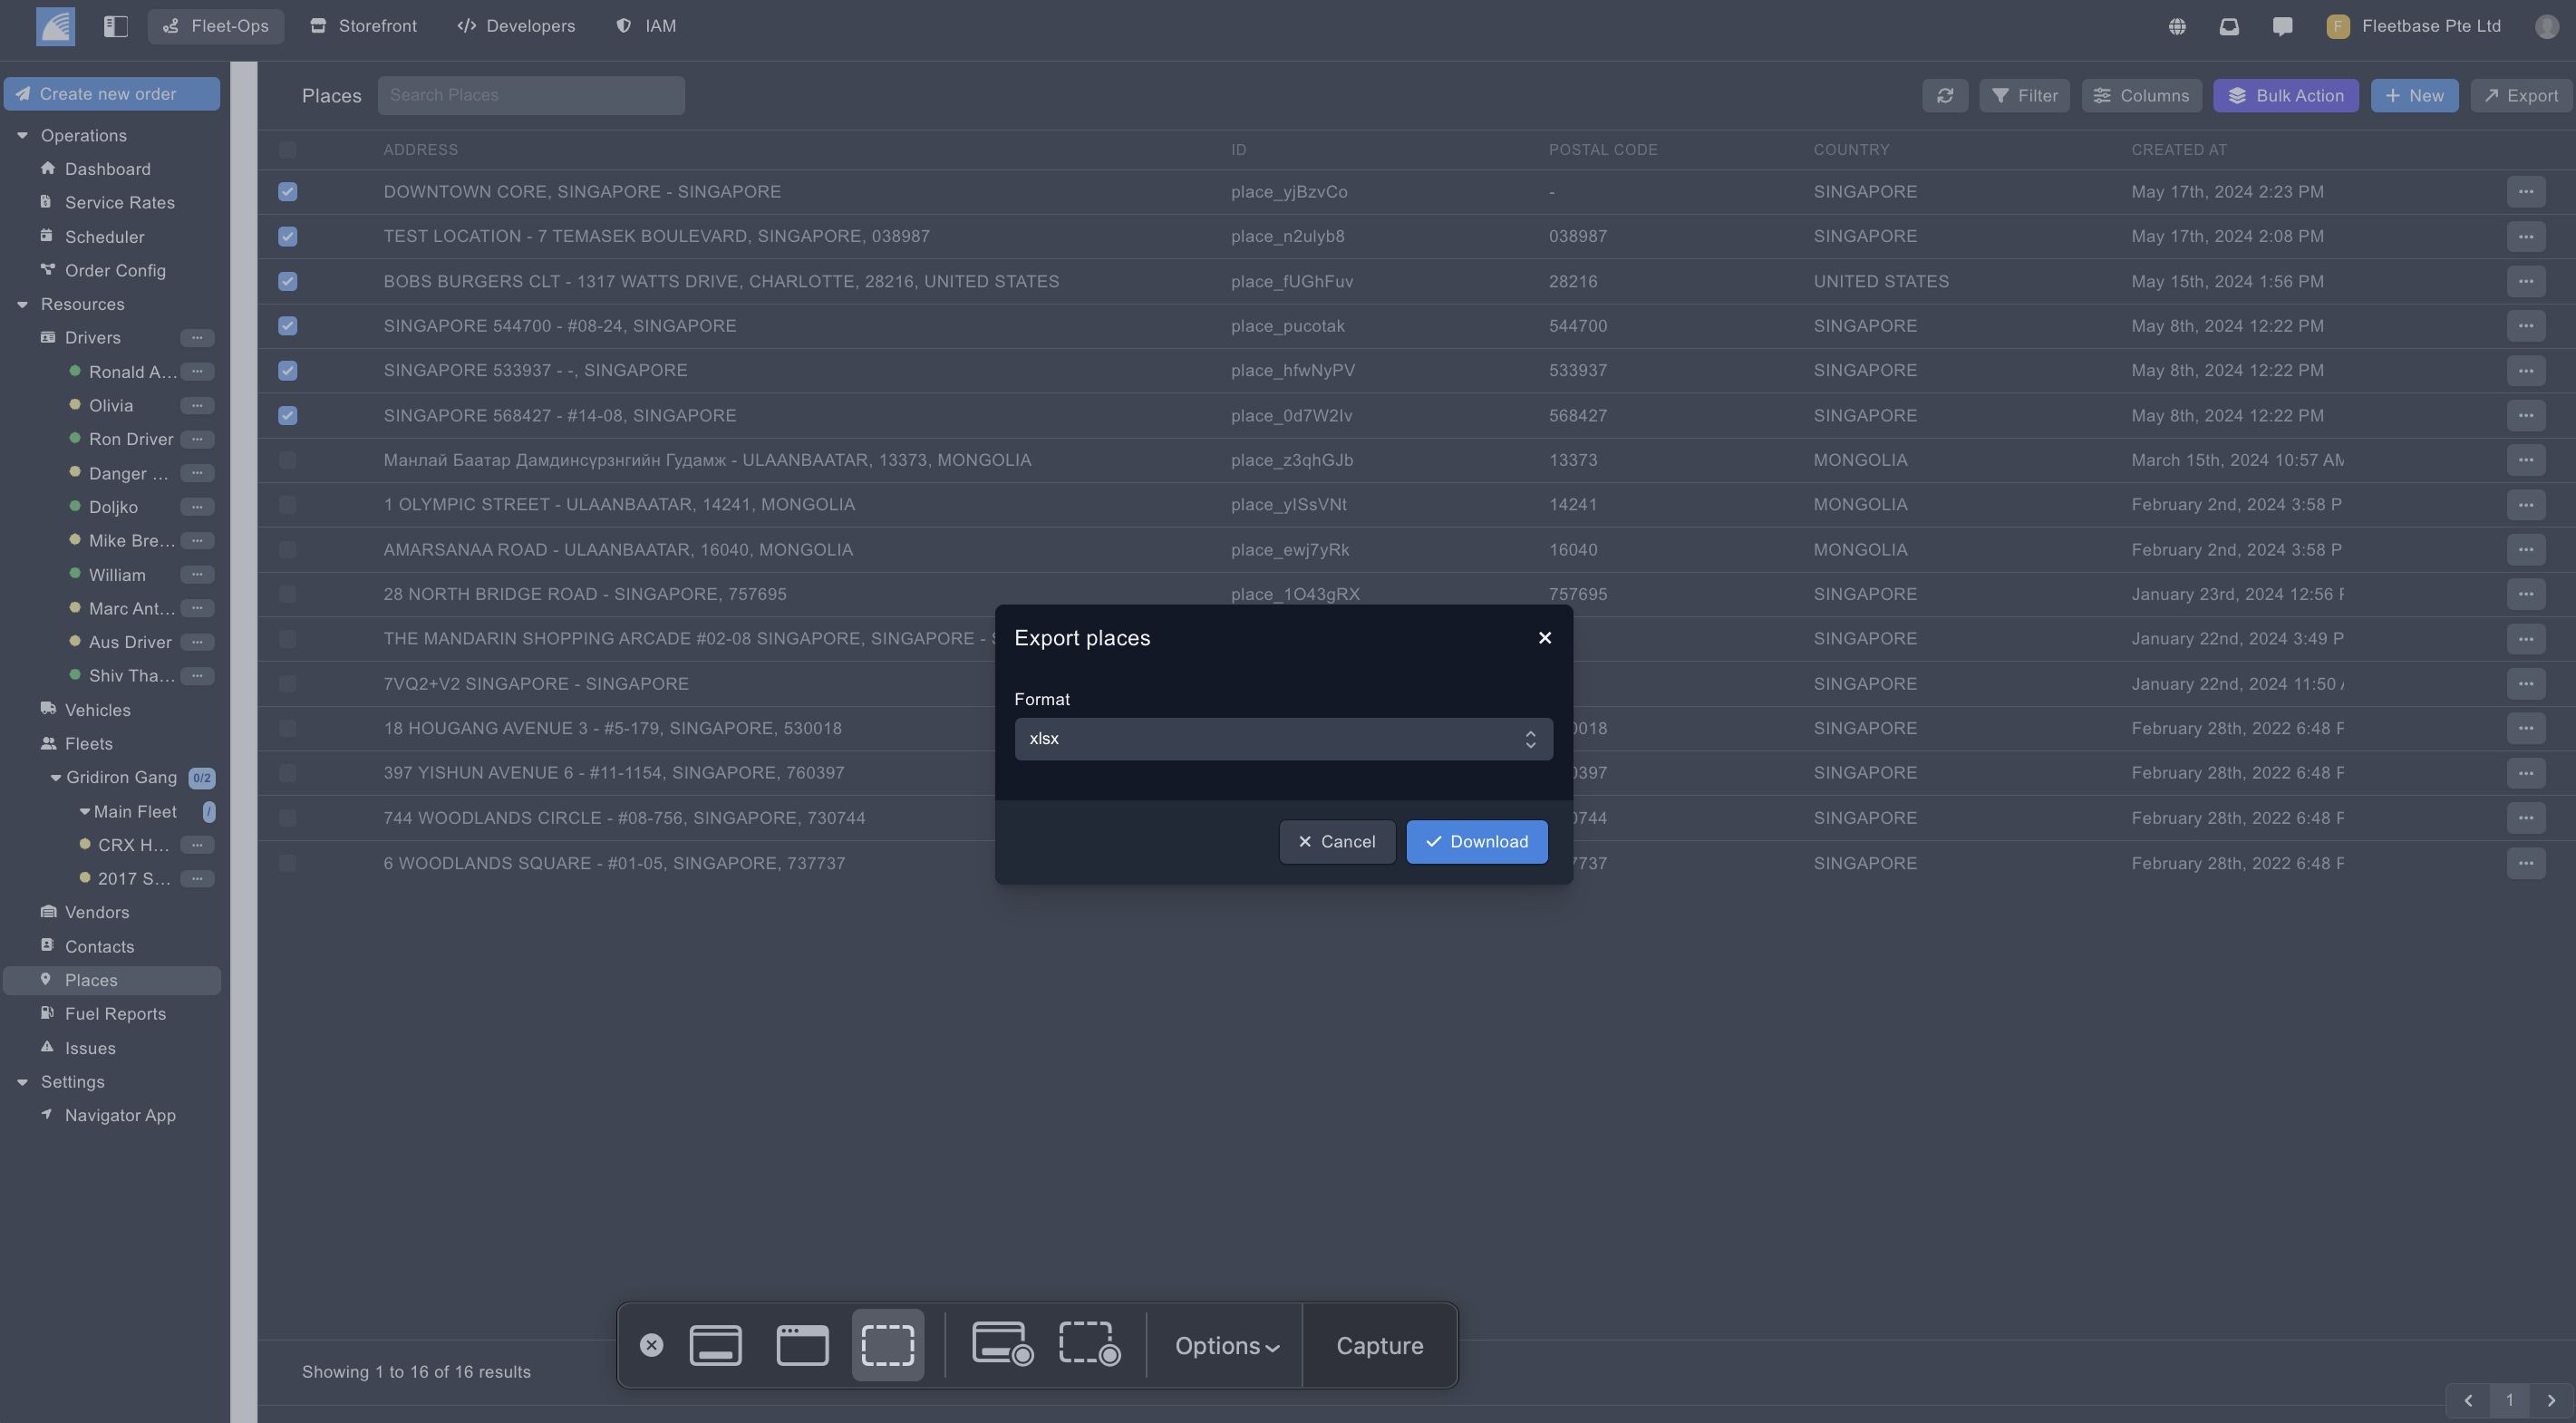 Fleet-Ops Storefront Developers IAM F Fleetbase Pte Ltd
Create new order
Operations
Dashboard
Service Rates
Scheduler
Order Config
Resources
Drivers
Ronald A...
Olivia
Ron Driver
Danger ...
Doljko
Mike Bre...
William
Marc Ant...
Aus Driver
Shiv Tha...
Vehicles
Fleets
Gridiron Gang 0/2
Main Fleet /
CRX H...
2017 S...
Vendors
Contacts
Places
Fuel Reports
Issues
Settings
Navigator App
Places Search Places Filter Columns Bulk Action New Export
ADDRESS ID POSTAL CODE COUNTRY CREATED AT
DOWNTOWN CORE, SINGAPORE - SINGAPORE place_yjBzvCo - SINGAPORE May 17th, 2024 2:23 PM
TEST LOCATION - 7 TEMASEK BOULEVARD, SINGAPORE, 038987 038987 SINGAPORE May 17th, 2024 2:08 PM
BOBS BURGERS CLT - 1317 WATTS DRIVE, CHARLOTTE, 28216, UNITED STATES place_fUGhFuv 28216 UNITED STATES May 15th, 2024 1:56 PM
SINGAPORE 544700 - #08-24, SINGAPORE place_pucotak 544700 SINGAPORE May 8th, 2024 12:22 PM
SINGAPORE 533937 - -, SINGAPORE place_hfwNyPV 533937 SINGAPORE May 8th, 2024 12:22 PM
SINGAPORE 568427 - #14-08, SINGAPORE 568427 SINGAPORE May 8th, 2024 12:22 PM
Манлай Баатар Дамдинсүрэнгийн Гудамж - ULAANBAATAR, 13373, MONGOLIA place_z3qhGJb 13373 MONGOLIA March 15th, 2024 10:57 AM
1 OLYMPIC STREET - ULAANBAATAR, 14241, MONGOLIA 14241 MONGOLIA February 2nd, 2024 3:58 P
AMARSANAA ROAD - ULAANBAATAR, 16040, MONGOLIA place_ewj7yRk 16040 MONGOLIA February 2nd, 2024 3:58 P
28 NORTH BRIDGE ROAD - SINGAPORE, 757695 place_1O43gRX 757695 SINGAPORE January 23rd, 2024 12:56
THE MANDARIN SHOPPING ARCADE #02-08 SINGAPORE, SINGAPORE - SINGAPORE January 22nd, 2024 3:49 P
7VQ2+V2 SINGAPORE - SINGAPORE SINGAPORE January 22nd, 2024 11:50
18 HOUGANG AVENUE 3 - #5-179, SINGAPORE, 530018 0018 SINGAPORE February 28th, 2022 6:48
397 YISHUN AVENUE 6 - #11-1154, SINGAPORE, 760397 0397 SINGAPORE February 28th, 2022 6:48
744 WOODLANDS CIRCLE - #08-756, SINGAPORE, 730744 0744 SINGAPORE February 28th, 2022 6:48
6 WOODLANDS SQUARE - #01-05, SINGAPORE, 737737 7737 SINGAPORE February 28th, 2022 6:48
Export places
Format
xlsx
Cancel Download
Options Capture
Showing 1 to 16 of 16 results
1